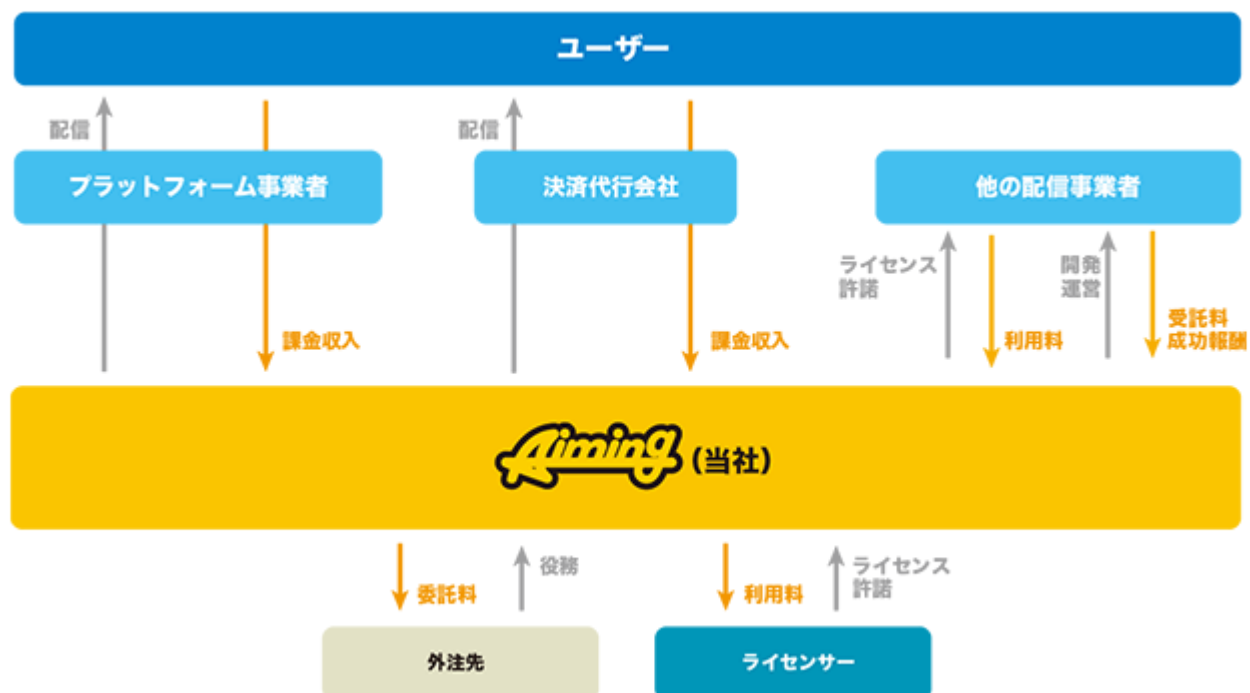 ユーザー
配信
配信
プラットフォーム事業者
決済代行会社
他の配信事業者
ライセンス
許諾
開発
運営
課金収入
課金収入
利用料
受託料
成功報酬
Aiming(当社)
委託料
役務
利用料
ライセンス
許諾
外注先
ライセンサー